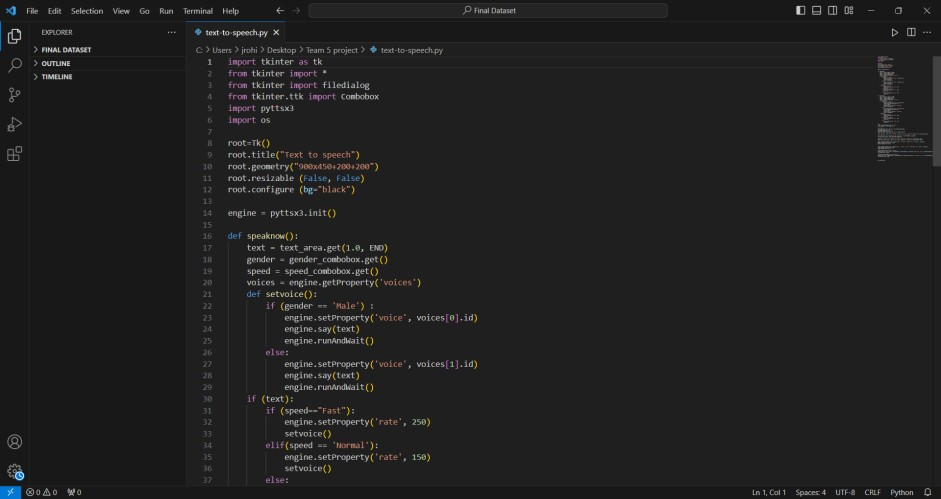 File Edit Selection View Go Run Terminal Help
Final Dataset
EXPLORER
FINAL DATASET
OUTLINE
TIMELINE
text-to-speech.py
C: > Users > jrohi > Desktop > Team 5 project > text-to-speech.py
1 import tkinter as tk
2 from tkinter import *
3 from tkinter import filedialog
4 from tkinter.ttk import Combobox
5 import pyttsx3
6 import os
7
8 root=Tk()
9 root.title("Text to speech")
10 root.geometry("900x450+200+200")
11 root.resizable (False, False)
12 root.configure (bg="black")
13
14 engine = pyttsx3.init()
15
16 def speaknow():
17     text = text_area.get(1.0, END)
18     gender = gender_combobox.get()
19     speed = speed_combobox.get()
20     voices = engine.getProperty('voices')
21     def setvoice():
22         if (gender == 'Male') :
23             engine.setProperty('voice', voices[0].id)
24             engine.say(text)
25             engine.runAndWait()
26         else:
27             engine.setProperty('voice', voices[1].id)
28             engine.say(text)
29             engine.runAndWait()
30     if (text):
31         if (speed=="Fast"):
32             engine.setProperty('rate', 250)
33             setvoice()
34         elif(speed == 'Normal'):
35             engine.setProperty('rate', 150)
36             setvoice()
37         else:
0 0 0 Ln 1, Col 1 Spaces: 4 UTF-8 CRLF Python